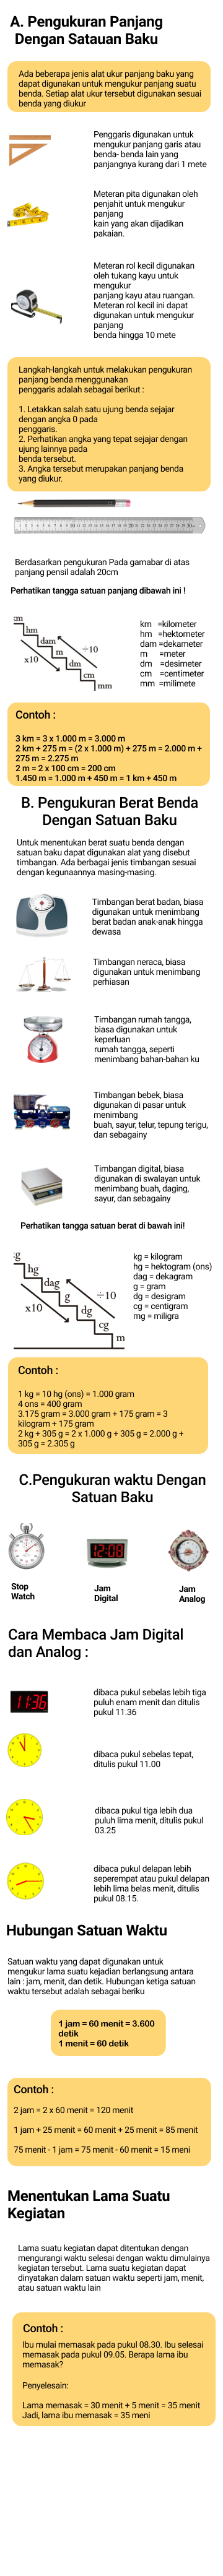 A. Pengukuran Panjang
Dengan Satauan Baku
Ada beberapa jenis alat ukur panjang baku yang
dapat digunakan untuk mengukur panjang suatu
benda. Setiap alat ukur tersebut digunakan sesuai
benda yang diukur
Penggaris digunakan untuk
mengukur panjang garis atau
benda- benda lain yang
panjangnya kurang dari 1 mete
Meteran pita digunakan oleh
penjahit untuk mengukur
panjang
kain yang akan dijadikan
pakaian.
Meteran rol kecil digunakan
oleh tukang kayu untuk
mengukur
panjang kayu atau ruangan.
Meteran rol kecil ini dapat
digunakan untuk mengukur
panjang
benda hingga 10 mete
Langkah-langkah untuk melakukan pengukuran
panjang benda menggunakan
penggaris adalah sebagai berikut :
1. Letakkan salah satu ujung benda sejajar
dengan angka 0 pada
penggaris.
2. Perhatikan angka yang tepat sejajar dengan
ujung lainnya pada
benda tersebut.
3. Angka tersebut merupakan panjang benda
yang diukur.
Berdasarkan pengukuran Pada gamabar di atas
panjang pensil adalah 20cm
Perhatikan tangga satuan panjang dibawah ini !
km
hm
dam
m
dm
cm
mm
x10
÷10
km =kilometer
hm =hektometer
dam =dekameter
m =meter
dm =desimeter
cm =centimeter
mm =milimete
Contoh :
3 km = 3 x 1.000 m = 3.000 m
2 km + 275 m = (2 x 1.000 m) + 275 m = 2.000 m +
275 m = 2.275 m
2 m = 2 x 100 cm = 200 cm
1.450 m = 1.000 m + 450 m = 1 km + 450 m
B. Pengukuran Berat Benda
Dengan Satuan Baku
Untuk menentukan berat suatu benda dengan
satuan baku dapat digunakan alat yang disebut
timbangan. Ada berbagai jenis timbangan sesuai
dengan kegunaannya masing-masing.
Timbangan berat badan, biasa
digunakan untuk menimbang
berat badan anak-anak hingga
dewasa
Timbangan neraca, biasa
digunakan untuk menimbang
perhiasan
Timbangan rumah tangga,
biasa digunakan untuk
keperluan
rumah tangga, seperti
menimbang bahan-bahan ku
Timbangan bebek, biasa
digunakan di pasar untuk
menimbang
buah, sayur, telur, tepung terigu,
dan sebagainy
Timbangan digital, biasa
digunakan di swalayan untuk
menimbang buah, daging,
sayur, dan sebagainy
Perhatikan tangga satuan berat di bawah ini!
kg
hg
dag
g
dg
cg
m
x10
÷10
kg = kilogram
hg = hektogram (ons)
dag = dekagram
g = gram
dg = desigram
cg = centigram
mg = miligra
Contoh :
1 kg = 10 hg (ons) = 1.000 gram
4 ons = 400 gram
3.175 gram = 3.000 gram + 175 gram = 3
kilogram + 175 gram
2 kg + 305 g = 2 x 1.000 g + 305 g = 2.000 g +
305 g = 2.305 g
C.Pengukuran waktu Dengan
Satuan Baku
12:08
Stop
Watch
Jam
Digital
Jam
Analog
Cara Membaca Jam Digital
dan Analog :
11:36
dibaca pukul sebelas lebih tiga
puluh enam menit dan ditulis
pukul 11.36
dibaca pukul sebelas tepat,
ditulis pukul 11.00
dibaca pukul tiga lebih dua
puluh lima menit, ditulis pukul
03.25
dibaca pukul delapan lebih
seperempat atau pukul delapan
lebih lima belas menit, ditulis
pukul 08.15.
Hubungan Satuan Waktu
Satuan waktu yang dapat digunakan untuk
mengukur lama suatu kejadian berlangsung antara
lain : jam, menit, dan detik. Hubungan ketiga satuan
waktu tersebut adalah sebagai beriku
1 jam = 60 menit = 3.600
detik
1 menit = 60 detik
Contoh :
2 jam = 2 x 60 menit = 120 menit
1 jam + 25 menit = 60 menit + 25 menit = 85 menit
75 menit - 1 jam = 75 menit - 60 menit = 15 meni
Menentukan Lama Suatu
Kegiatan
Lama suatu kegiatan dapat ditentukan dengan
mengurangi waktu selesai dengan waktu dimulainya
kegiatan tersebut. Lama suatu kegiatan dapat
dinyatakan dalam satuan waktu seperti jam, menit,
atau satuan waktu lain
Contoh :
Ibu mulai memasak pada pukul 08.30. Ibu selesai
memasak pada pukul 09.05. Berapa lama ibu
memasak?
Penyelesain:
Lama memasak = 30 menit + 5 menit = 35 menit
Jadi, lama ibu memasak = 35 meni